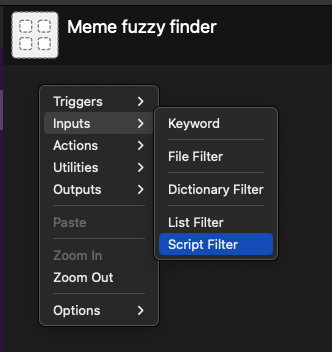 Meme fuzzy finder
Triggers
Inputs
Actions
Utilities
Outputs
Paste
Zoom In
Zoom Out
Options
Keyword
File Filter
Dictionary Filter
List Filter
Script Filter